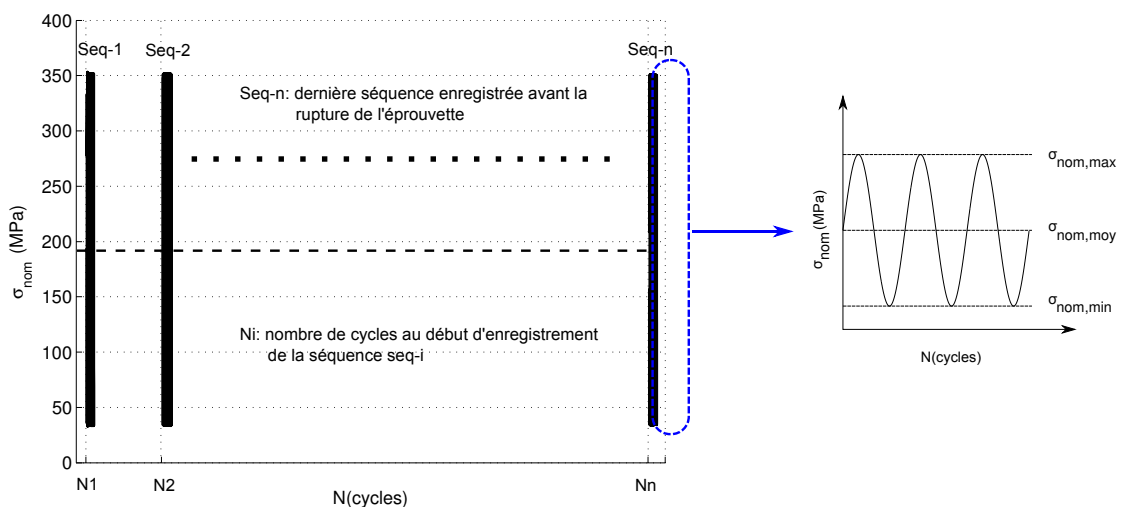 400
350
300
250
200
150
100
50
0
σnom (MPa)
Seq-1
Seq-2
Seq-n
Seq-n: dernière séquence enregistrée avant la
rupture de l'éprouvette
Ni: nombre de cycles au début d'enregistrement
de la séquence seq-i
N1
N2
Nn
N(cycles)
σnom (MPa)
σnom,max
σnom,moy
σnom,min
N(cycles)